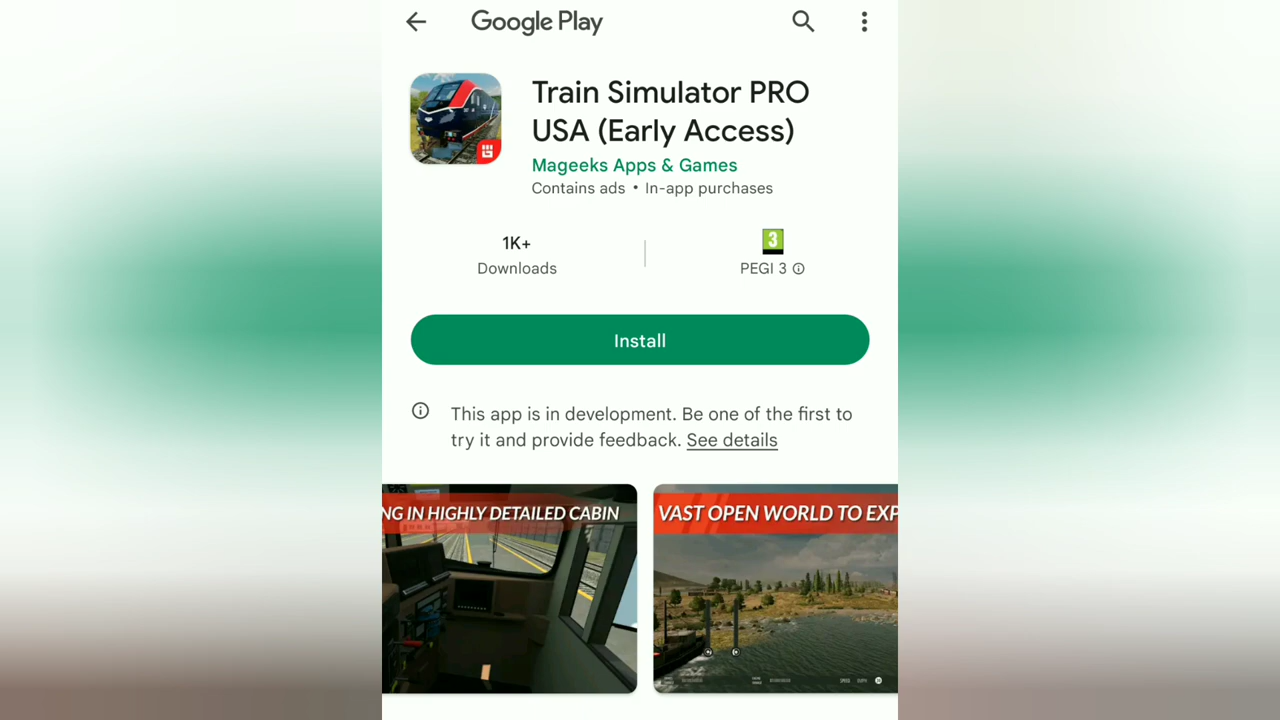 Google Play
Train Simulator PRO
USA (Early Access)
Mageeks Apps & Games
Contains ads • In-app purchases
1K+
Downloads
3
PEGI 3
Install
This app is in development. Be one of the first to
try it and provide feedback. See details
NG IN HIGHLY DETAILED CABIN
VAST OPEN WORLD TO EXP